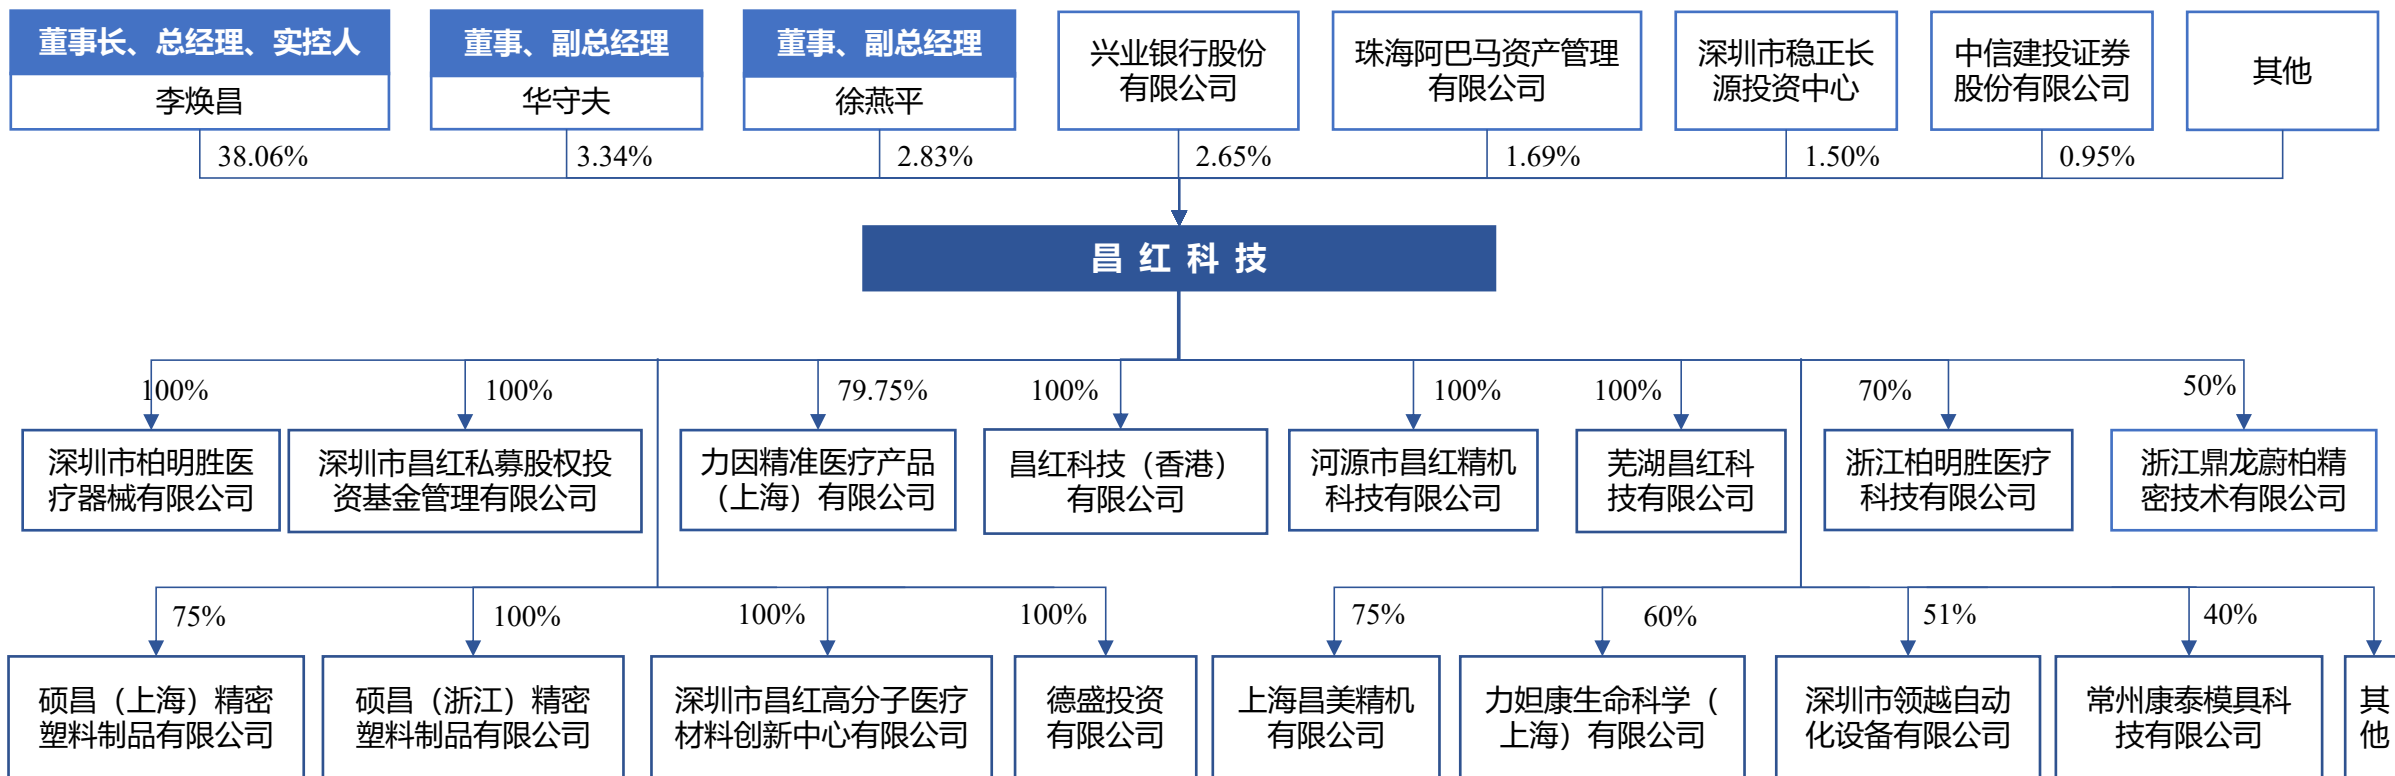 董事长、总经理、实控人
李焕昌
董事、副总经理
华守夫
董事、副总经理
徐燕平
兴业银行股份
有限公司
珠海阿巴马资产管理
有限公司
深圳市稳正长
源投资中心
中信建投证券
股份有限公司
其他
38.06%
3.34%
2.83%
2.65%
1.69%
1.50%
0.95%
昌红科技
100%
100%
79.75%
100%
100%
100%
70%
50%
深圳市柏明胜医
疗器械有限公司
深圳市昌红私募股权投
资基金管理有限公司
力因精准医疗产品
（上海）有限公司
昌红科技（香港）
有限公司
河源市昌红精机
科技有限公司
芜湖昌红科
技有限公司
浙江柏明胜医疗
科技有限公司
浙江鼎龙蔚柏精
密技术有限公司
75%
100%
100%
100%
75%
60%
51%
40%
硕昌（上海）精密
塑料制品有限公司
硕昌（浙江）精密
塑料制品有限公司
深圳市昌红高分子医疗
材料创新中心有限公司
德盛投资
有限公司
上海昌美精机
有限公司
力妲康生命科学（
上海）有限公司
深圳市领越自动
化设备有限公司
常州康泰模具科
技有限公司
其
他